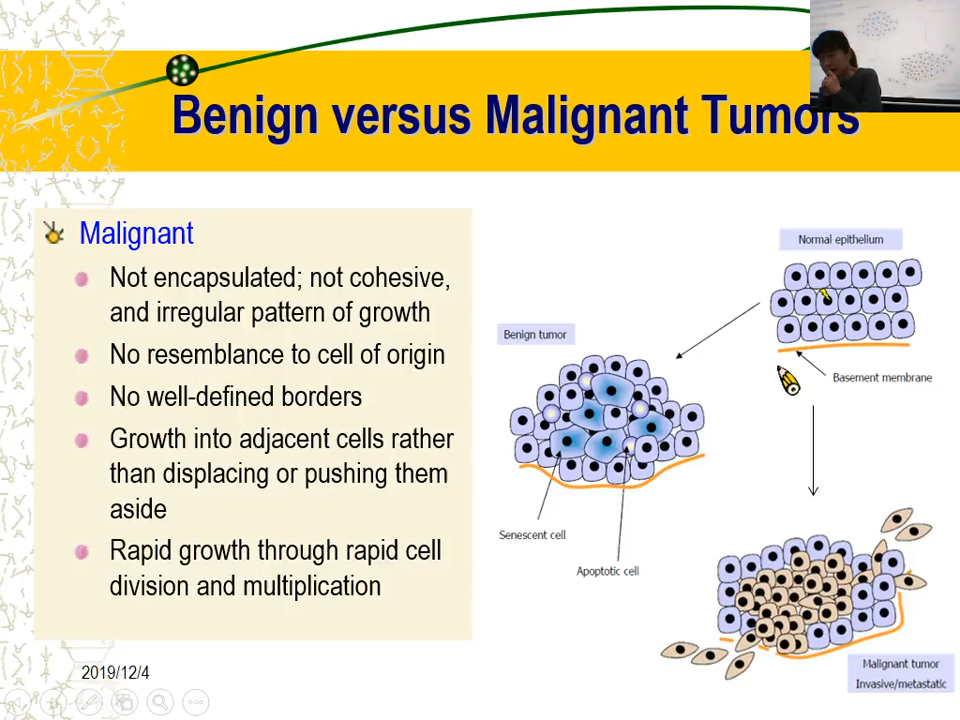 Benign versus Malignant Tumors
Malignant
Not encapsulated; not cohesive,
and irregular pattern of growth
No resemblance to cell of origin
No well-defined borders
Growth into adjacent cells rather
than displacing or pushing them
aside
Rapid growth through rapid cell
division and multiplication
Normal epithelium
Benign tumor
Basement membrane
Senescent cell
Apoptotic cell
Malignant tumor
Invasive/metastatic
2019/12/4